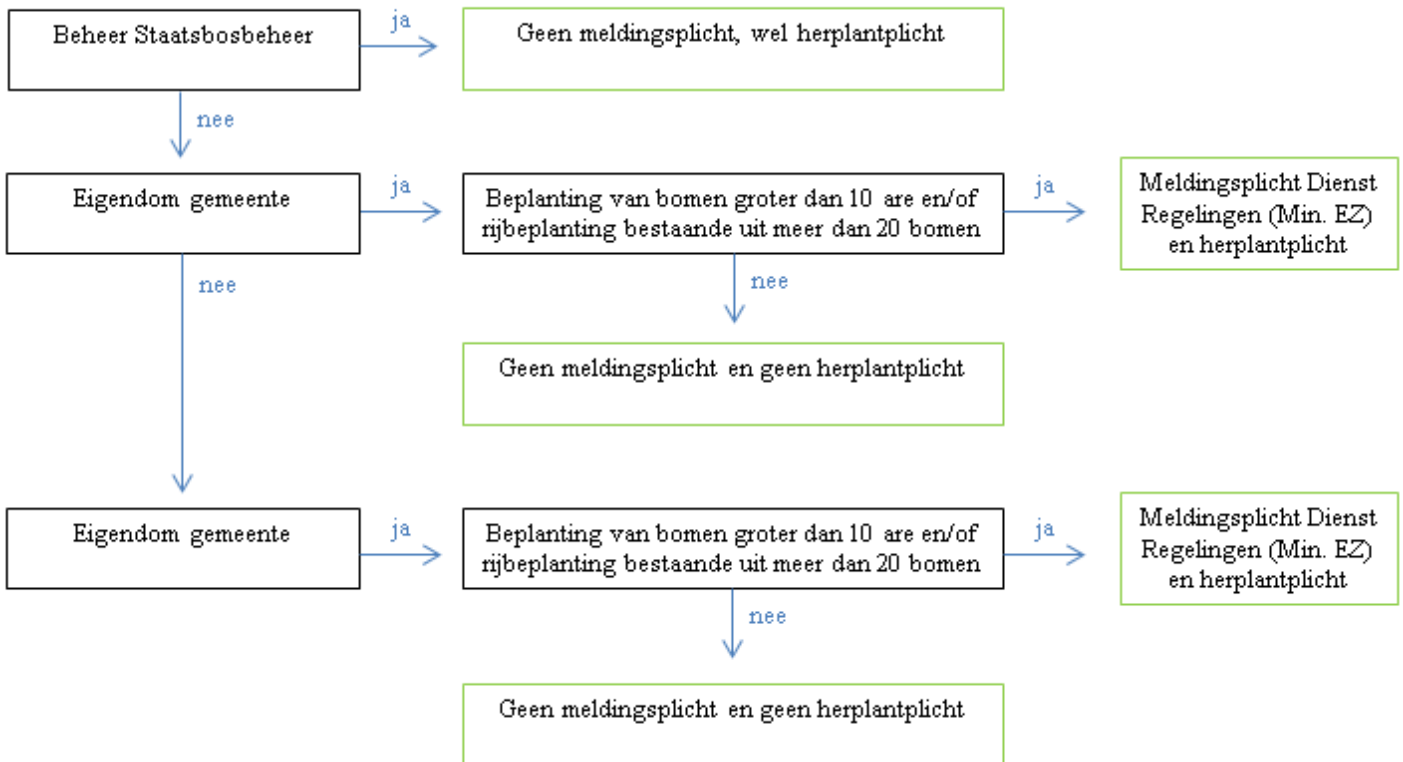 Beheer Staatsbosbeheer
ja
Geen meldingsplicht, wel herplantplicht
nee
Eigendom gemeente
ja
Beplanting van bomen groter dan 10 are en/of
rijbeplanting bestaande uit meer dan 20 bomen
ja
Meldingsplicht Dienst
Regelingen (Min. EZ)
en herplantplicht
nee
nee
Geen meldingsplicht en geen herplantplicht
Eigendom gemeente
ja
Beplanting van bomen groter dan 10 are en/of
rijbeplanting bestaande uit meer dan 20 bomen
ja
Meldingsplicht Dienst
Regelingen (Min. EZ)
en herplantplicht
nee
Geen meldingsplicht en geen herplantplicht